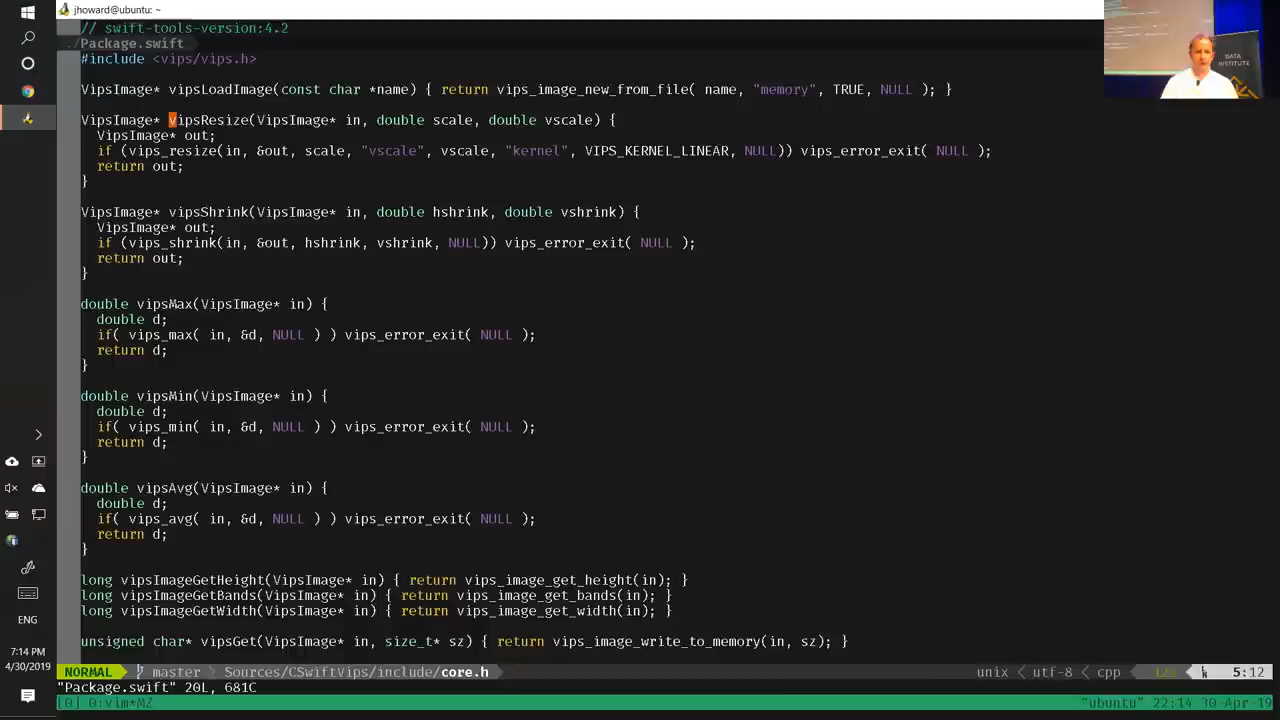 jhoward@ubuntu: ~
// swift-tools-version:4.2
./Package.swift
#include <vips/vips.h>
VipsImage* vipsLoadImage(const char *name) { return vips_image_new_from_file( name, "memory", TRUE, NULL ); }
VipsImage* vipsResize(VipsImage* in, double scale, double vscale) {
VipsImage* out;
if (vips_resize(in, &out, scale, "vscale", vscale, "kernel", VIPS_KERNEL_LINEAR, NULL)) vips_error_exit( NULL );
return out;
}
VipsImage* vipsShrink(VipsImage* in, double hshrink, double vshrink) {
VipsImage* out;
if (vips_shrink(in, &out, hshrink, vshrink, NULL)) vips_error_exit( NULL );
return out;
}
double vipsMax(VipsImage* in) {
double d;
if( vips_max( in, &d, NULL ) ) vips_error_exit( NULL );
return d;
}
double vipsMin(VipsImage* in) {
double d;
if( vips_min( in, &d, NULL ) ) vips_error_exit( NULL );
return d;
}
double vipsAvg(VipsImage* in) {
double d;
if( vips_avg( in, &d, NULL ) ) vips_error_exit( NULL );
return d;
}
long vipsImageGetHeight(VipsImage* in) { return vips_image_get_height(in); }
long vipsImageGetBands(VipsImage* in) { return vips_image_get_bands(in); }
long vipsImageGetWidth(VipsImage* in) { return vips_image_get_width(in); }
unsigned char* vipsGet(VipsImage* in, size_t* sz) { return vips_image_write_to_memory(in, sz); }
NORMAL master Sources/CSwiftVips/include/core.h unix utf-8 cpp 12% 5:12
"Package.swift" 20L, 681C
[0] 0:vim*MZ "ubuntu" 22:14 30-Apr-19
ENG
7:14 PM
4/30/2019
DATA
INSTITUTE